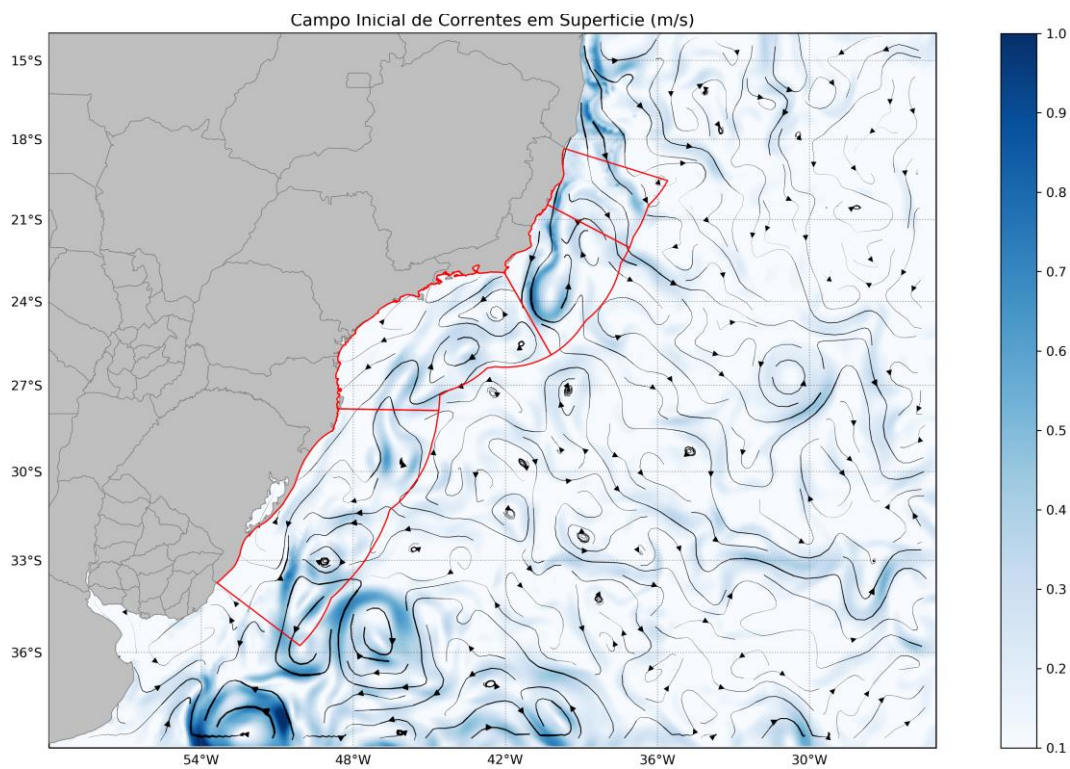 Campo Inicial de Correntes em Superficie (m/s)
15°S
18°S
21°S
24°S
27°S
30°S
33°S
36°S
54°W
48°W
42°W
36°W
30°W
1.0
0.9
0.8
0.7
0.6
0.5
0.4
0.3
0.2
0.1